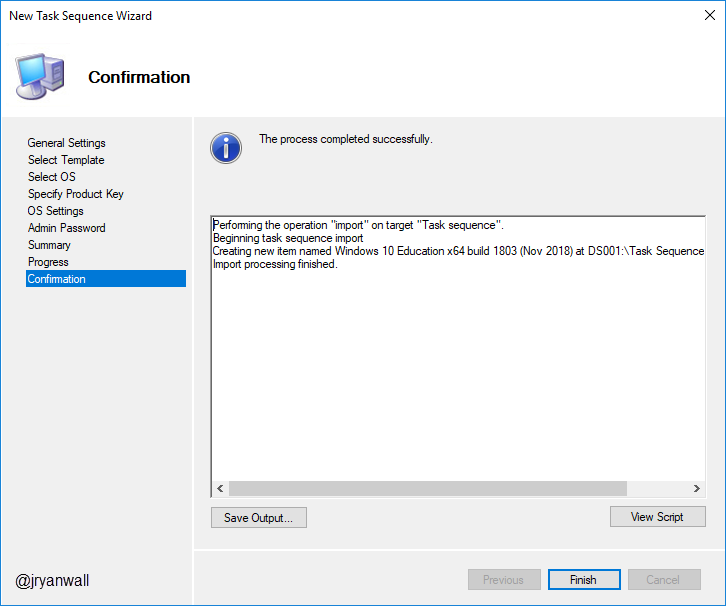 New Task Sequence Wizard
Confirmation
General Settings
Select Template
Select OS
Specify Product Key
OS Settings
Admin Password
Summary
Progress
Confirmation
The process completed successfully.
Performing the operation "import" on target "Task sequence".
Beginning task sequence import
Creating new item named Windows 10 Education x64 build 1803 (Nov 2018) at DS001:\Task Sequence
Import processing finished.
Save Output...
View Script
@jryanwall
Previous
Finish
Cancel